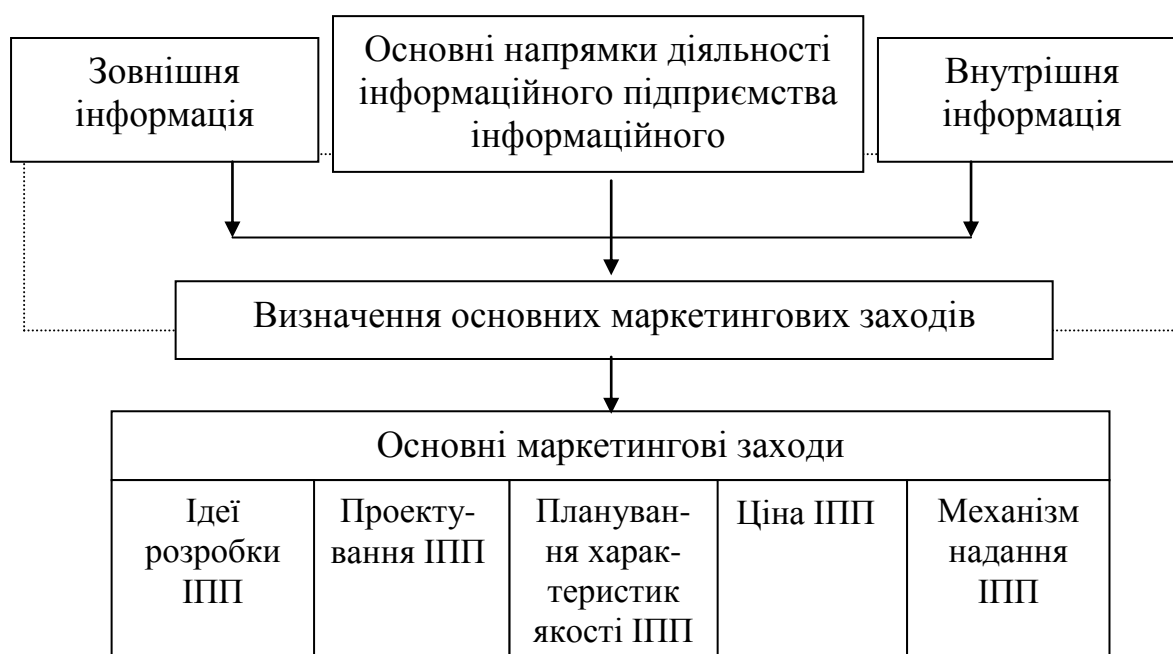 Зовнішня
інформація
Основні напрямки діяльності
інформаційного підприємства
інформаційного
Внутрішня
інформація
Визначення основних маркетингових заходів
Основні маркетингові заходи
Ідеї
розробки
ІПП
Проекту-
вання ІПП
Плануван-
ня харак-
теристик
якості ІПП
Ціна ІПП
Механізм
надання
ІПП